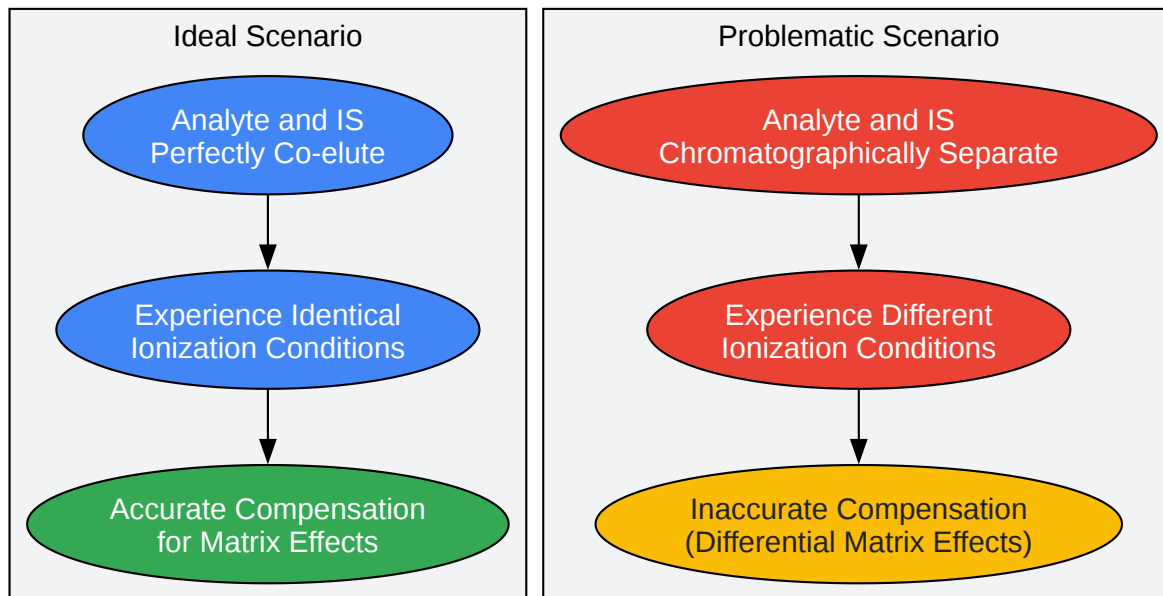 Ideal Scenario
Analyte and IS
Perfectly Co-elute
Experience Identical
Ionization Conditions
Accurate Compensation
for Matrix Effects
Problematic Scenario
Analyte and IS
Chromatographically Separate
Experience Different
Ionization Conditions
Inaccurate Compensation
(Differential Matrix Effects)